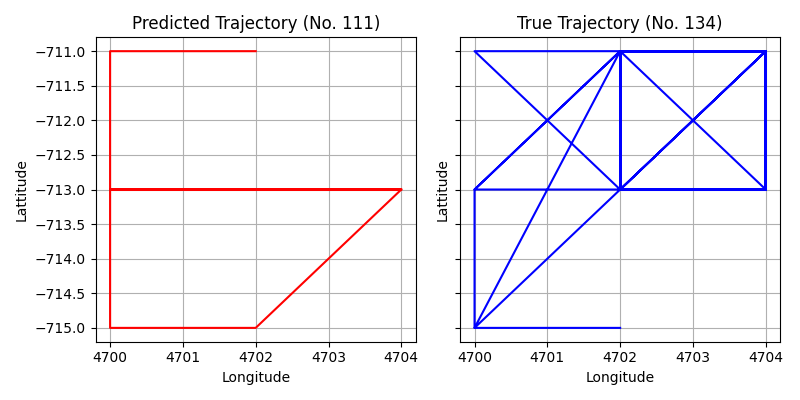 Predicted Trajectory (No. 111)
True Trajectory (No. 134)
Lattitude
−711.0
−711.5
−712.0
−712.5
−713.0
−713.5
−714.0
−714.5
−715.0
4700 4701 4702 4703 4704
Longitude
Lattitude
4700 4701 4702 4703 4704
Longitude